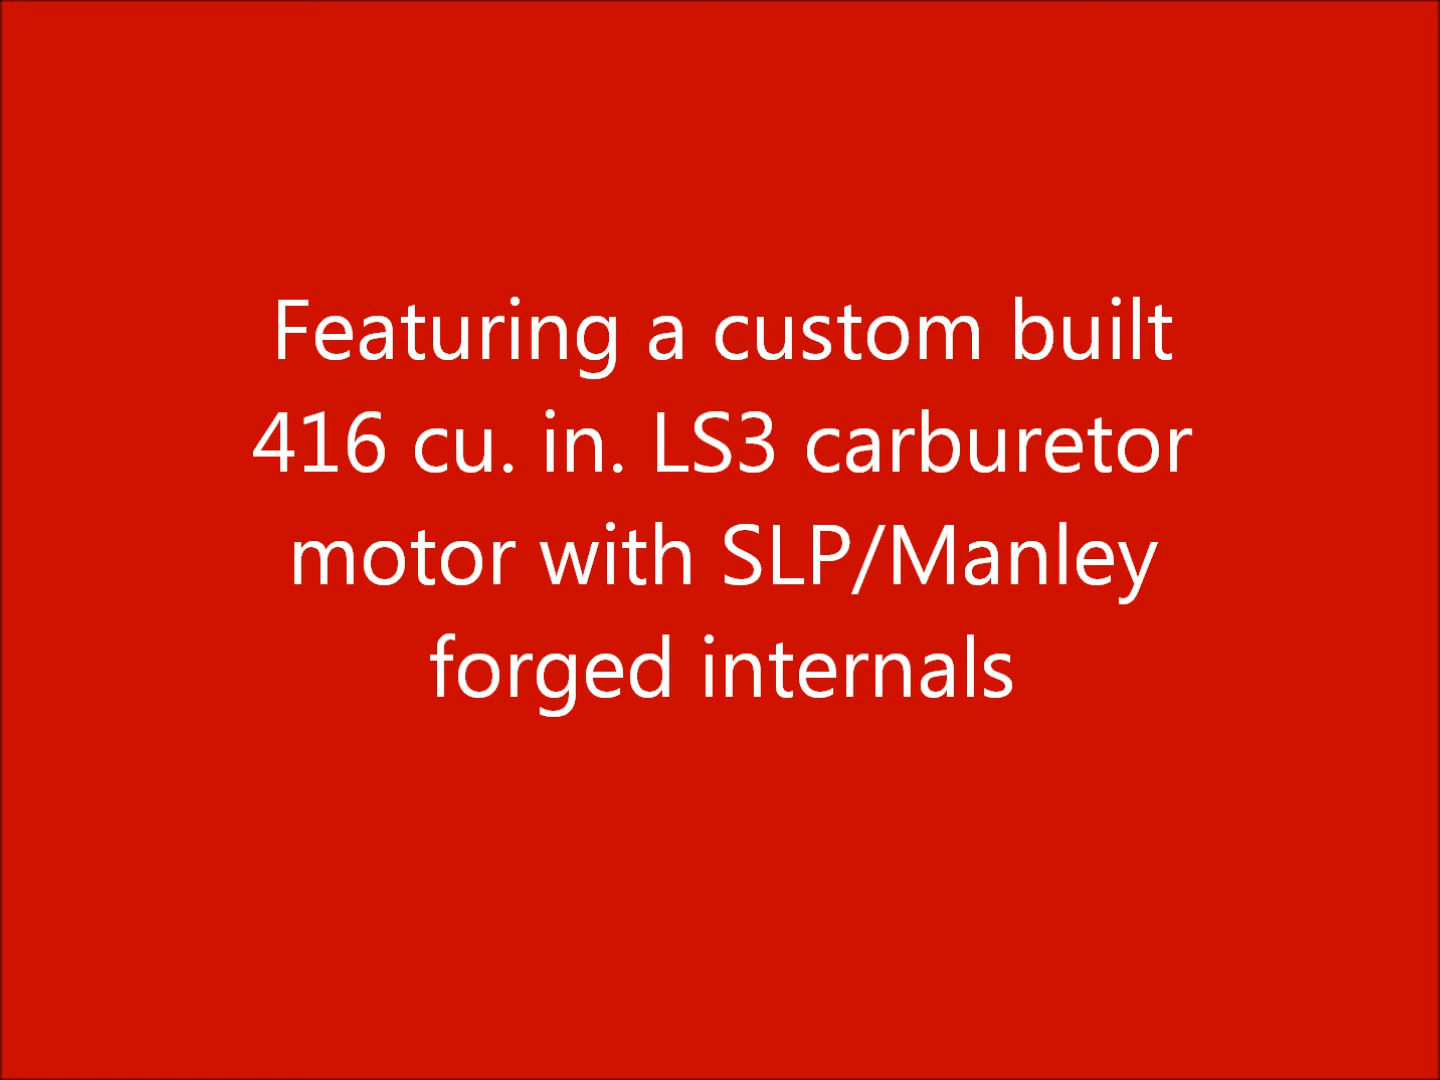 Featuring a custom built
416 cu. in. LS3 carburetor
motor with SLP/Manley
forged internals